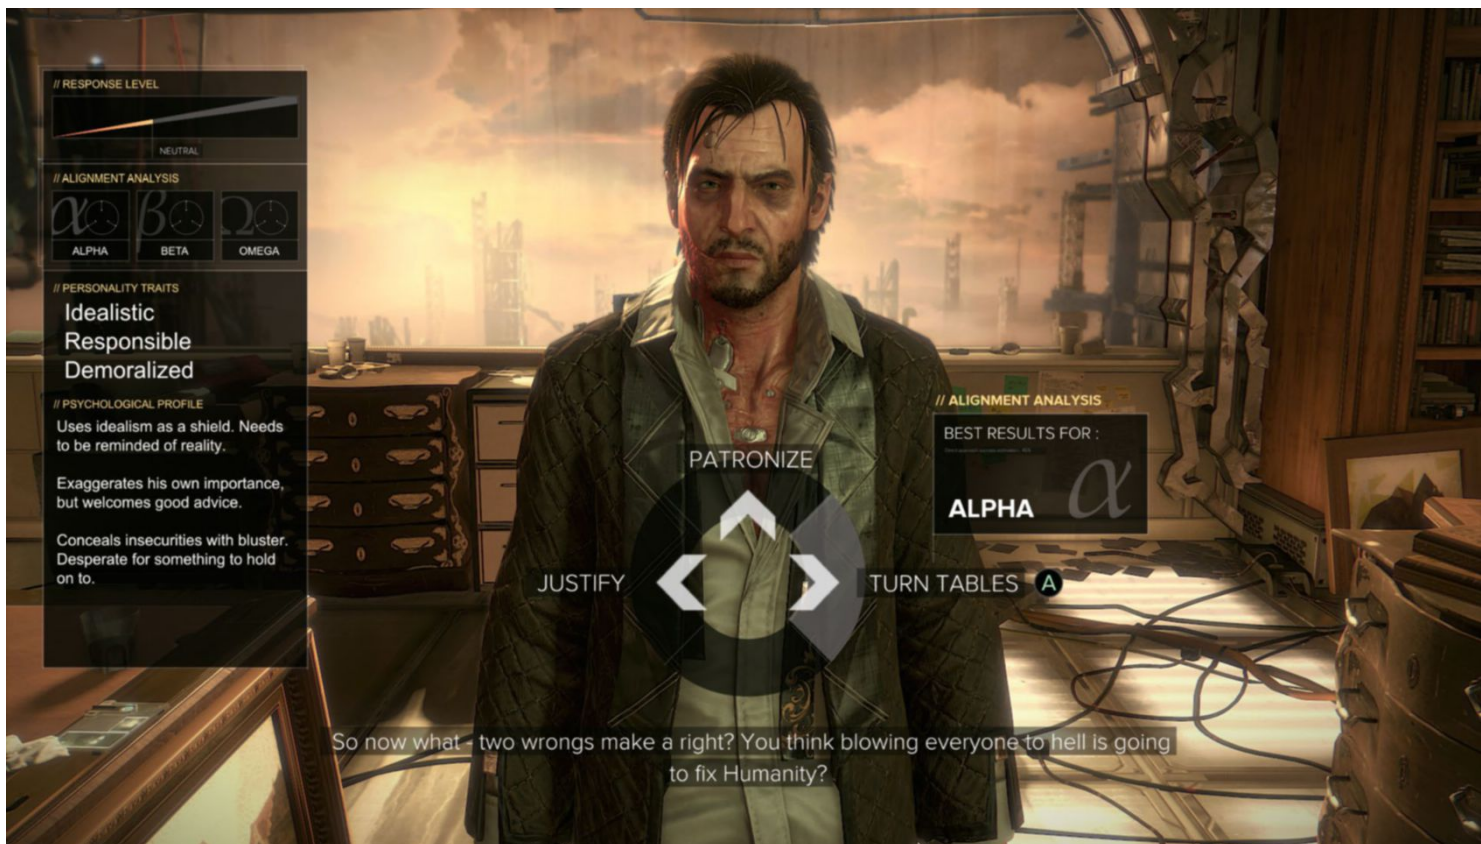 // RESPONSE LEVEL
NEUTRAL
// ALIGNMENT ANALYSIS
α
β
Ω
ALPHA
BETA
OMEGA
// PERSONALITY TRAITS
Idealistic
Responsible
Demoralized
// PSYCHOLOGICAL PROFILE
Uses idealism as a shield. Needs
to be reminded of reality.
Exaggerates his own importance,
but welcomes good advice.
Conceals insecurities with bluster.
Desperate for something to hold
on to.
// ALIGNMENT ANALYSIS
BEST RESULTS FOR :
ALPHA
α
PATRONIZE
JUSTIFY
TURN TABLES A
So now what - two wrongs make a right? You think blowing everyone to hell is going
to fix Humanity?